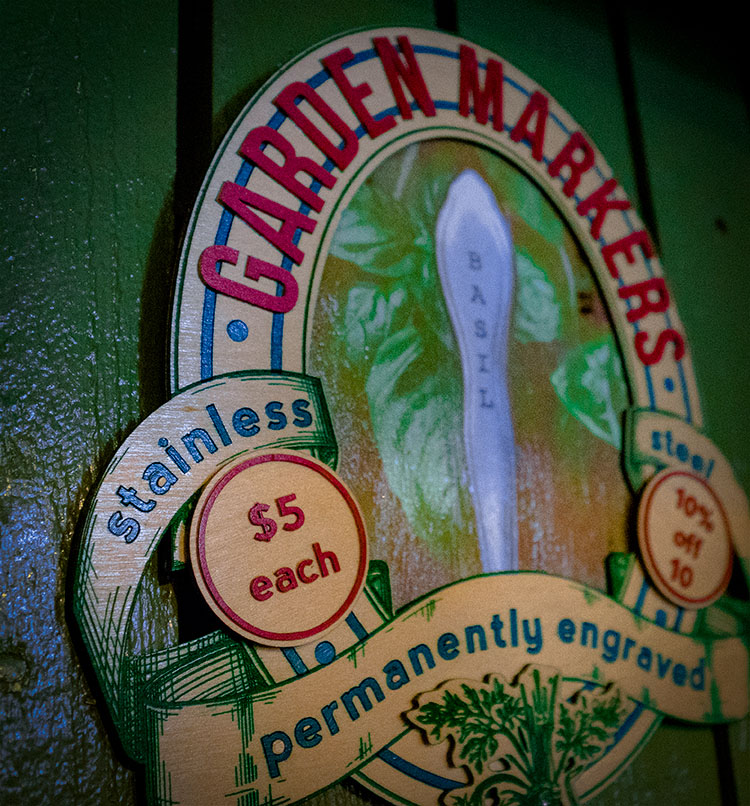 GARDEN MARKERS
BASIL
stainless steel
$5
each
10%
off
10
permanently engraved